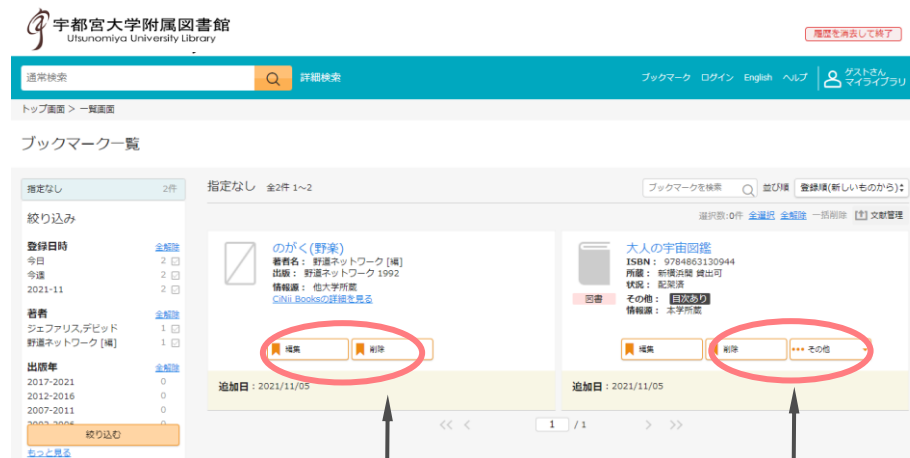 宇都宮大学附属図書館
Utsunomiya University Library
履歴を消去して終了
通常検索
詳細検索
ブックマーク ログイン English ヘルプ
ゲストさん
マイライブラリ
トップ画面 > 一覧画面
ブックマーク一覧
指定なし 2件
絞り込み
登録日時 全解除
今日 2
今週 2
2021-11 2
著者 全解除
ジェファリス,デビッド 1
野道ネットワーク [編] 1
出版年 全解除
2017-2021 0
2012-2016 0
2007-2011 0
2002-2006 0
絞り込む
もっと見る
指定なし 全2件 1~2
ブックマークを検索
並び順 登録順(新しいものから)
選択数:0件 全選択 全解除 一括削除 文献管理
のがく(野楽)
著者名: 野道ネットワーク [編]
出版: 野道ネットワーク 1992
情報源: 他大学所蔵
CiNii Booksの詳細を見る
編集
削除
追加日:2021/11/05
図書
大人の宇宙図鑑
ISBN: 9784863130944
所蔵: 新横浜閲 貸出可
状況: 配架済
その他: 目次あり
情報源: 本学所蔵
編集
削除
••• その他
追加日:2021/11/05
<< < 1 / 1 > >>